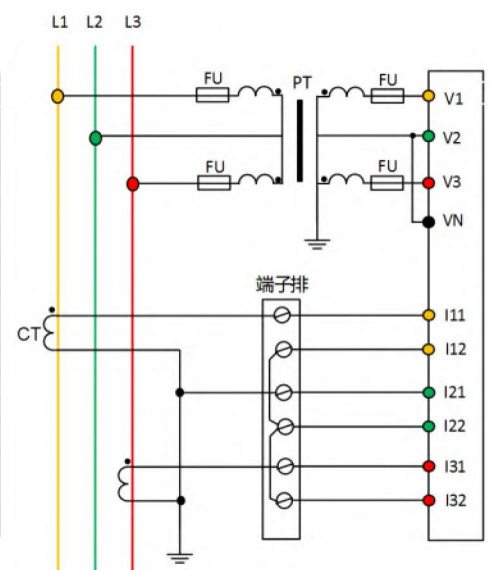 L1 L2 L3
FU PT FU
V1
V2
FU FU
V3
VN
端子排
I11
CT
I12
I21
I22
I31
I32